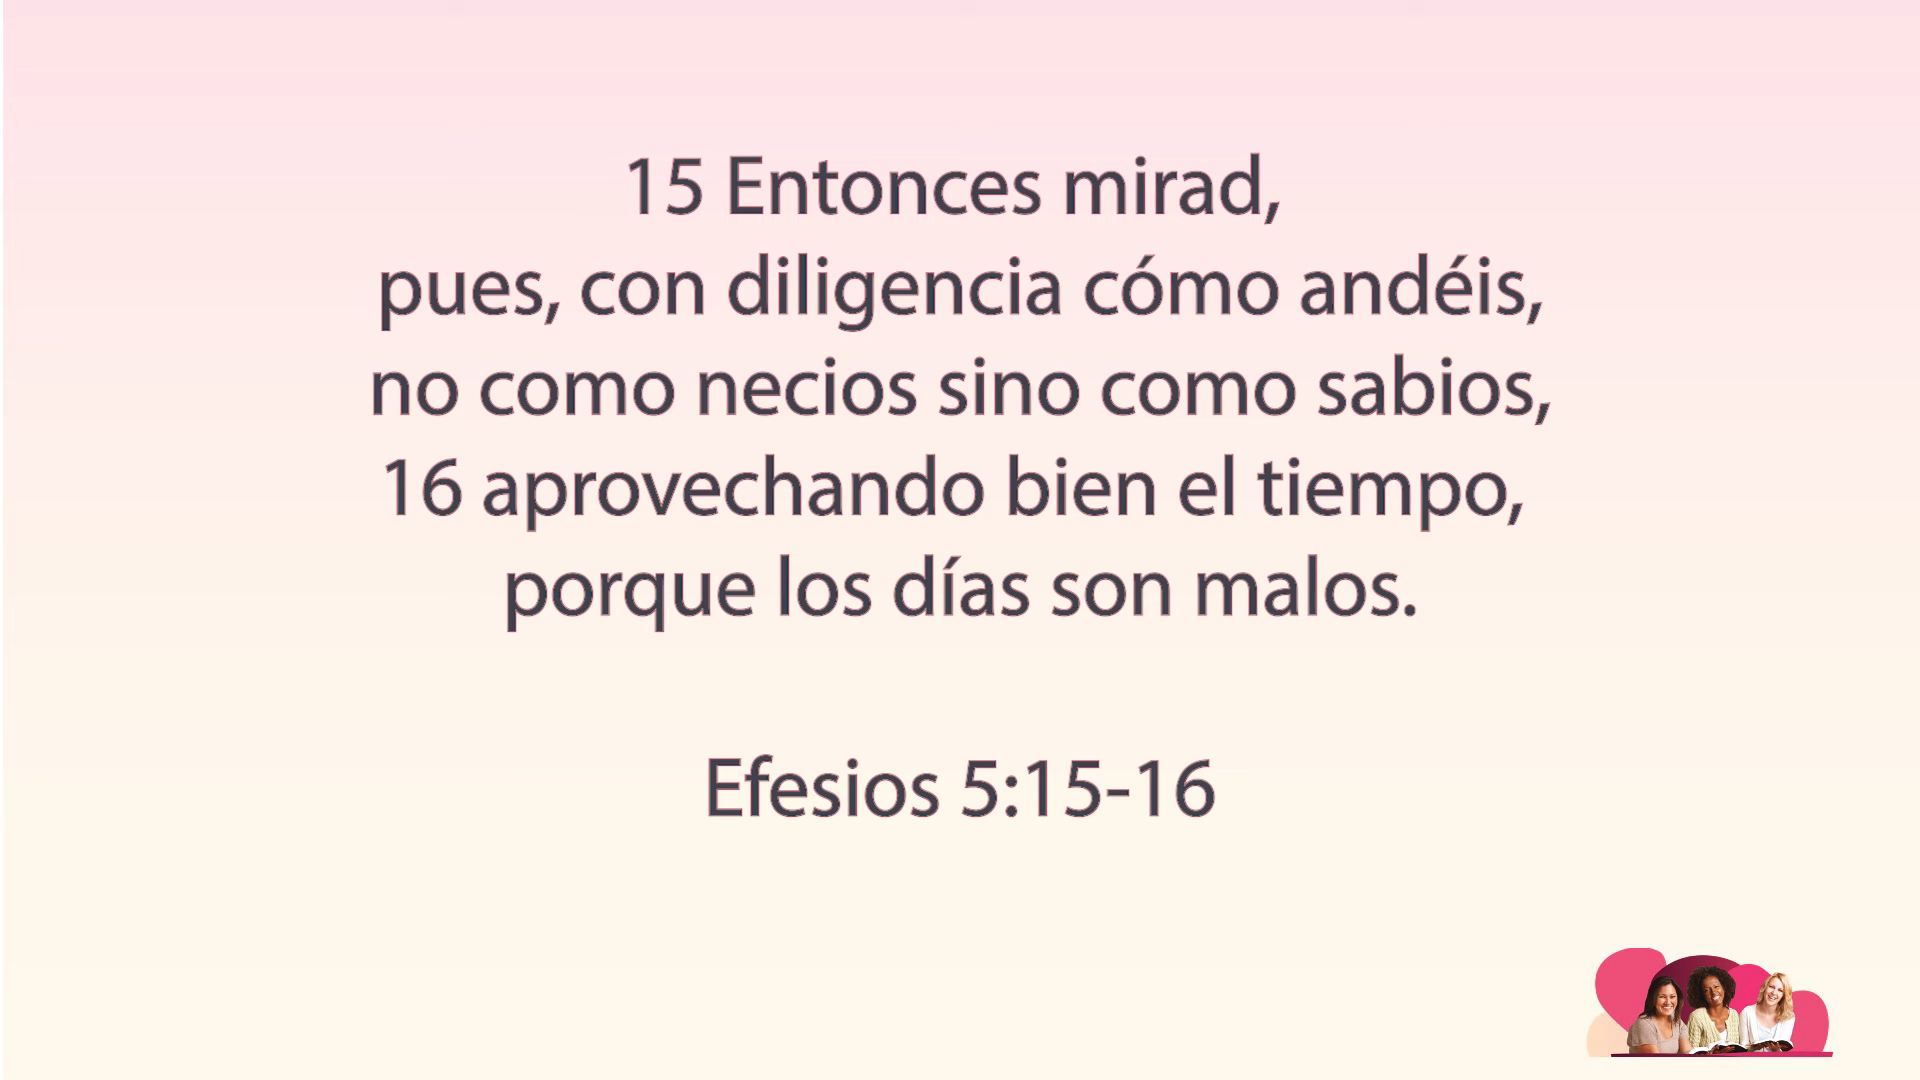 15 Entonces mirad,
pues, con diligencia cómo andéis,
no como necios sino como sabios,
16 aprovechando bien el tiempo,
porque los días son malos.
Efesios 5:15-16